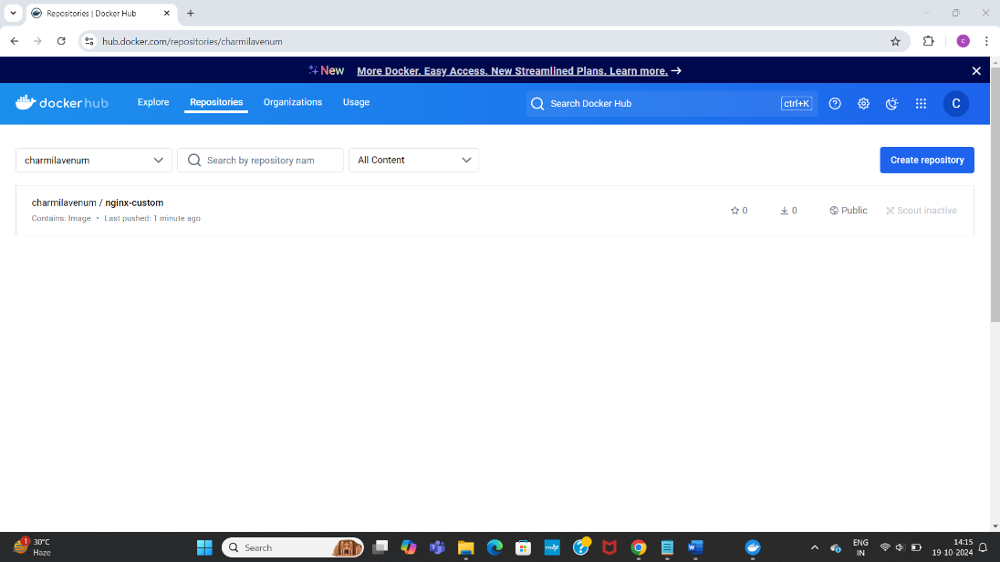 Repositories | Docker Hub
hub.docker.com/repositories/charmilavenum
C
New More Docker. Easy Access. New Streamlined Plans. Learn more.
docker hub Explore Repositories Organizations Usage Search Docker Hub ctrl+K C
charmilavenum Search by repository nam All Content Create repository
charmilavenum / nginx-custom
Contains: Image • Last pushed: 1 minute ago
0 0 Public Scout inactive
1 30°C
Haze
Search
W
ENG
IN
14:15
19-10-2024